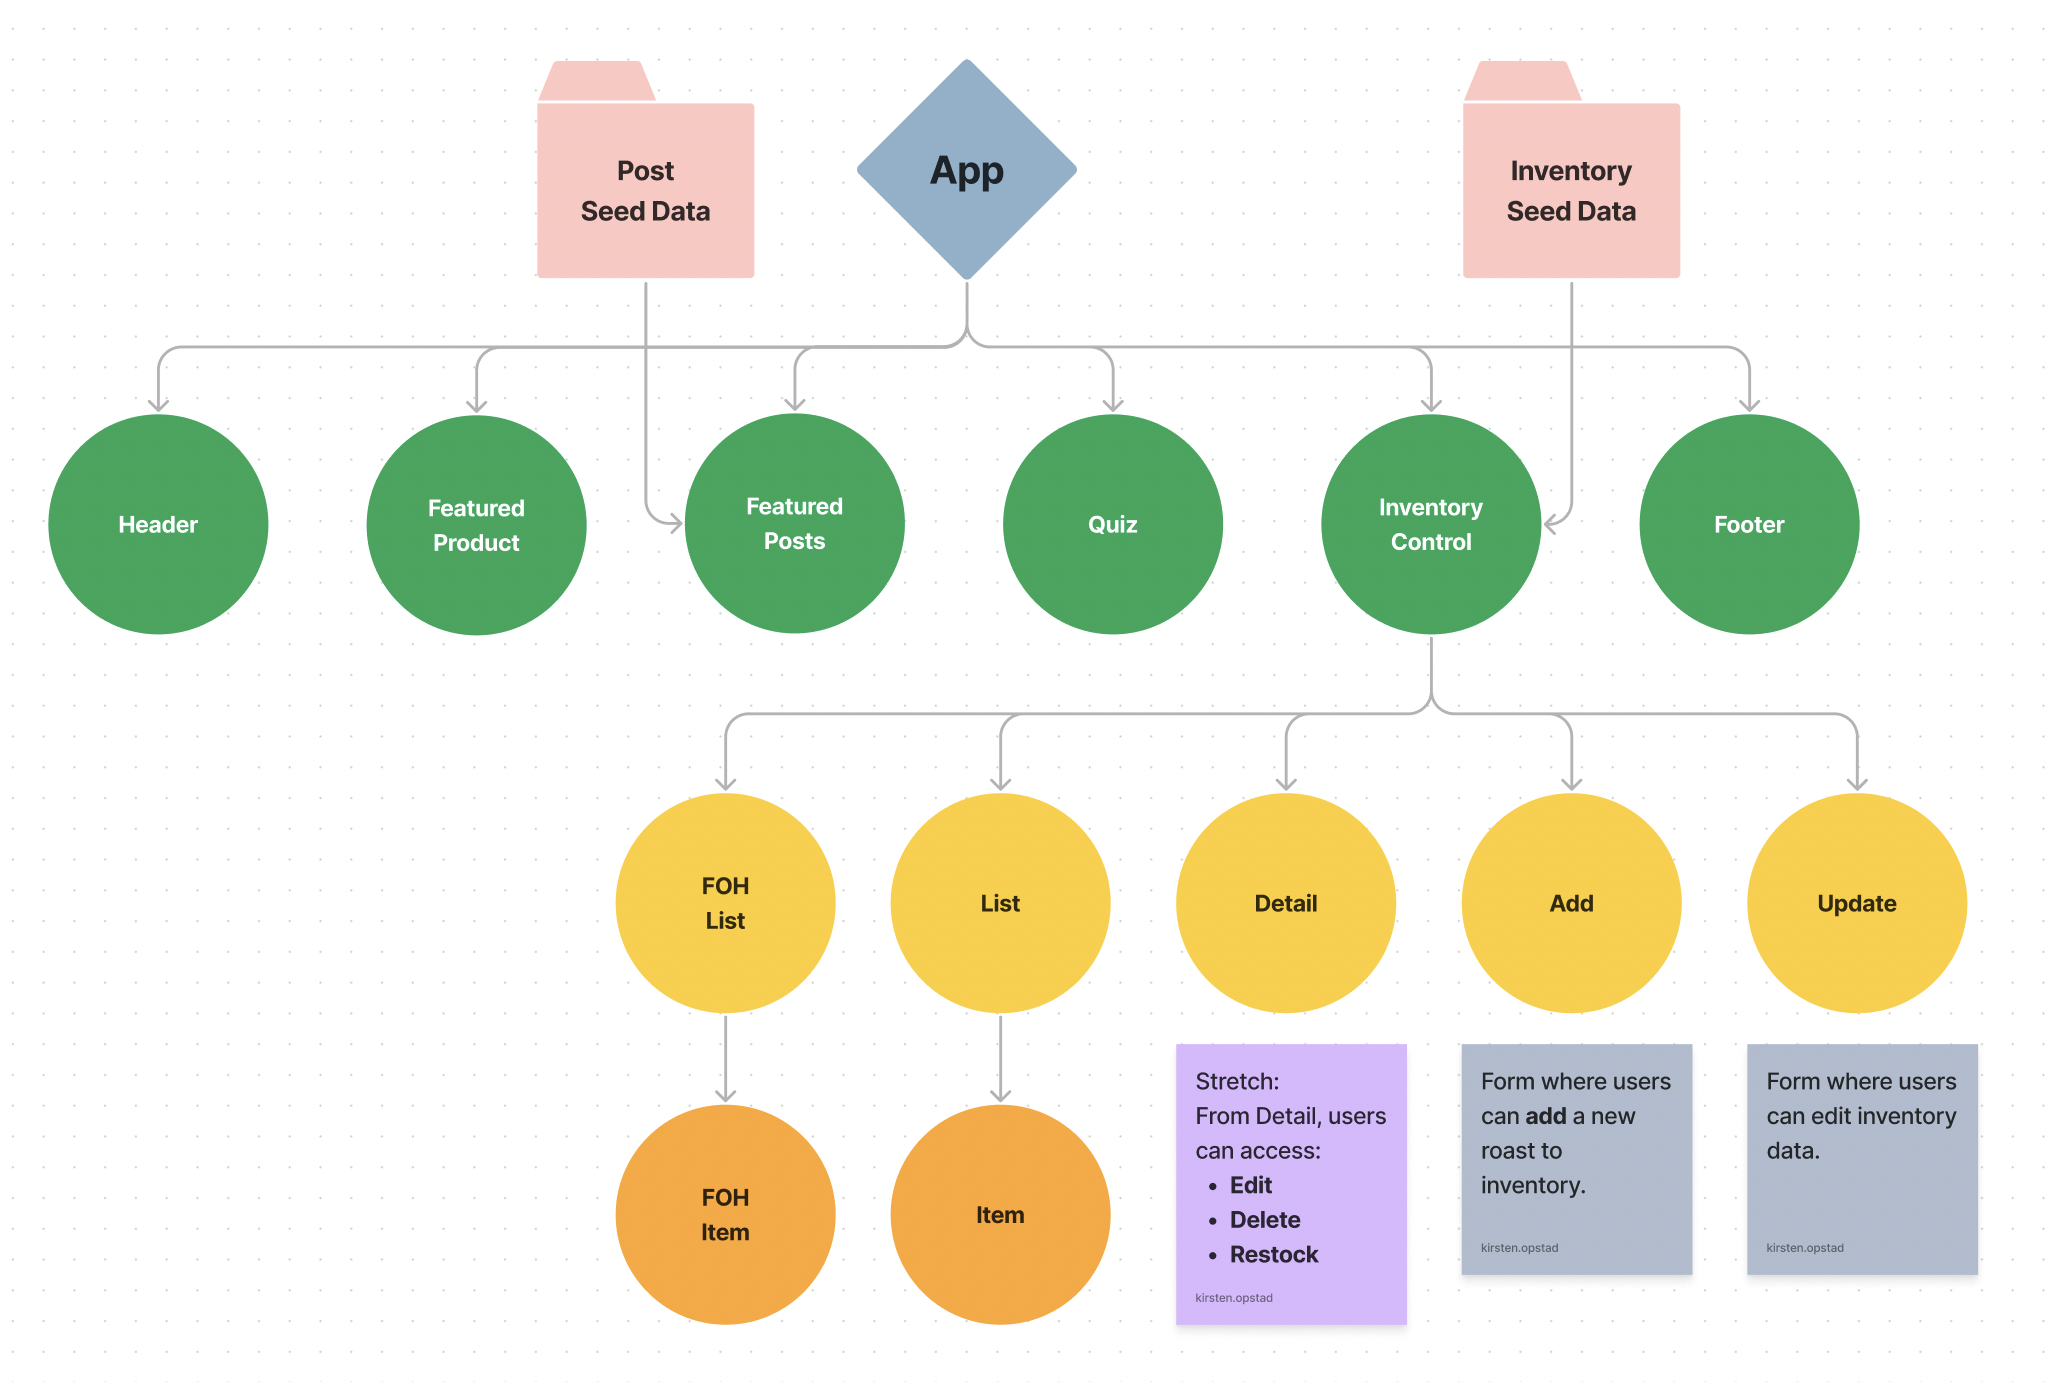 Post
Seed Data
App
Inventory
Seed Data
Header
Featured
Product
Featured
Posts
Quiz
Inventory
Control
Footer
FOH
List
List
Detail
Add
Update
FOH
Item
Item
Stretch:
From Detail, users
can access:
• Edit
• Delete
• Restock
kirsten.opstad
Form where users
can add a new
roast to
inventory.
kirsten.opstad
Form where users
can edit inventory
data.
kirsten.opstad